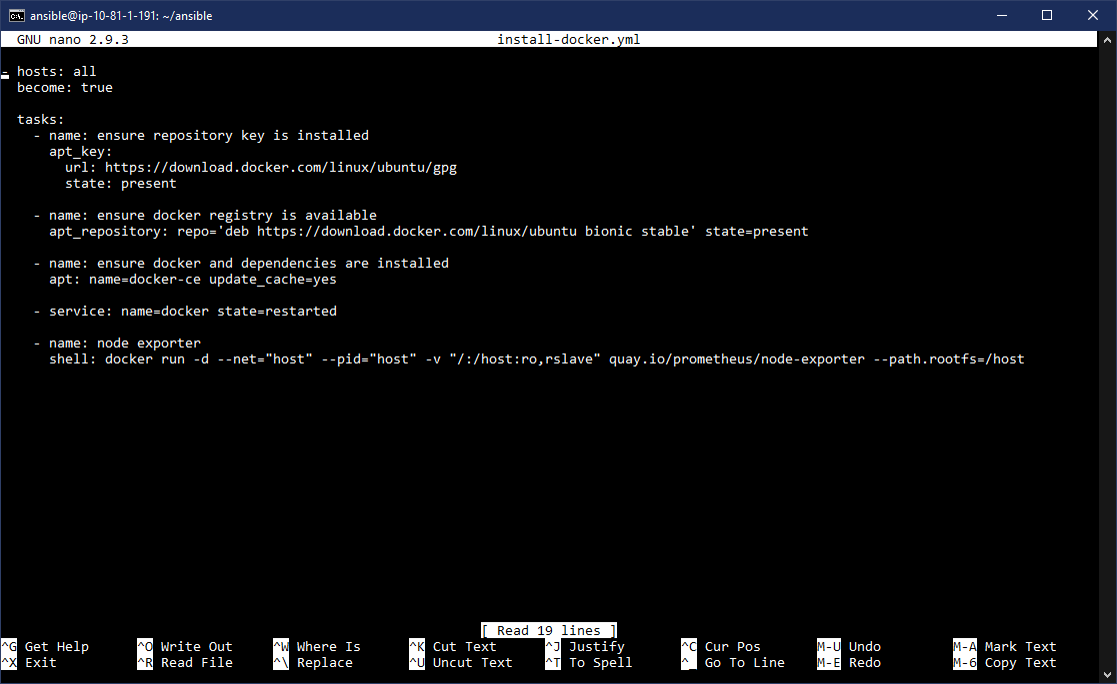 ansible@ip-10-81-1-191: ~/ansible
GNU nano 2.9.3 install-docker.yml
- hosts: all
become: true
tasks:
- name: ensure repository key is installed
apt_key:
url: https://download.docker.com/linux/ubuntu/gpg
state: present
- name: ensure docker registry is available
apt_repository: repo='deb https://download.docker.com/linux/ubuntu bionic stable' state=present
- name: ensure docker and dependencies are installed
apt: name=docker-ce update_cache=yes
- service: name=docker state=restarted
- name: node exporter
shell: docker run -d --net="host" --pid="host" -v "/:/host:ro,rslave" quay.io/prometheus/node-exporter --path.rootfs=/host
[ Read 19 lines ]
^G Get Help ^O Write Out ^W Where Is ^K Cut Text ^J Justify ^C Cur Pos M-U Undo M-A Mark Text
^X Exit ^R Read File ^\ Replace ^U Uncut Text ^T To Spell ^_ Go To Line M-E Redo M-6 Copy Text